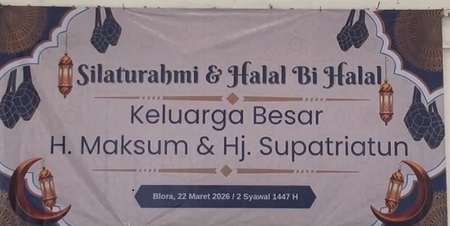 Silaturahmi & Halal Bi Halal
Keluarga Besar
H. Maksum & Hj. Supatriatun
Blora, 22 Maret 2026 / 2 Syawal 1447 H